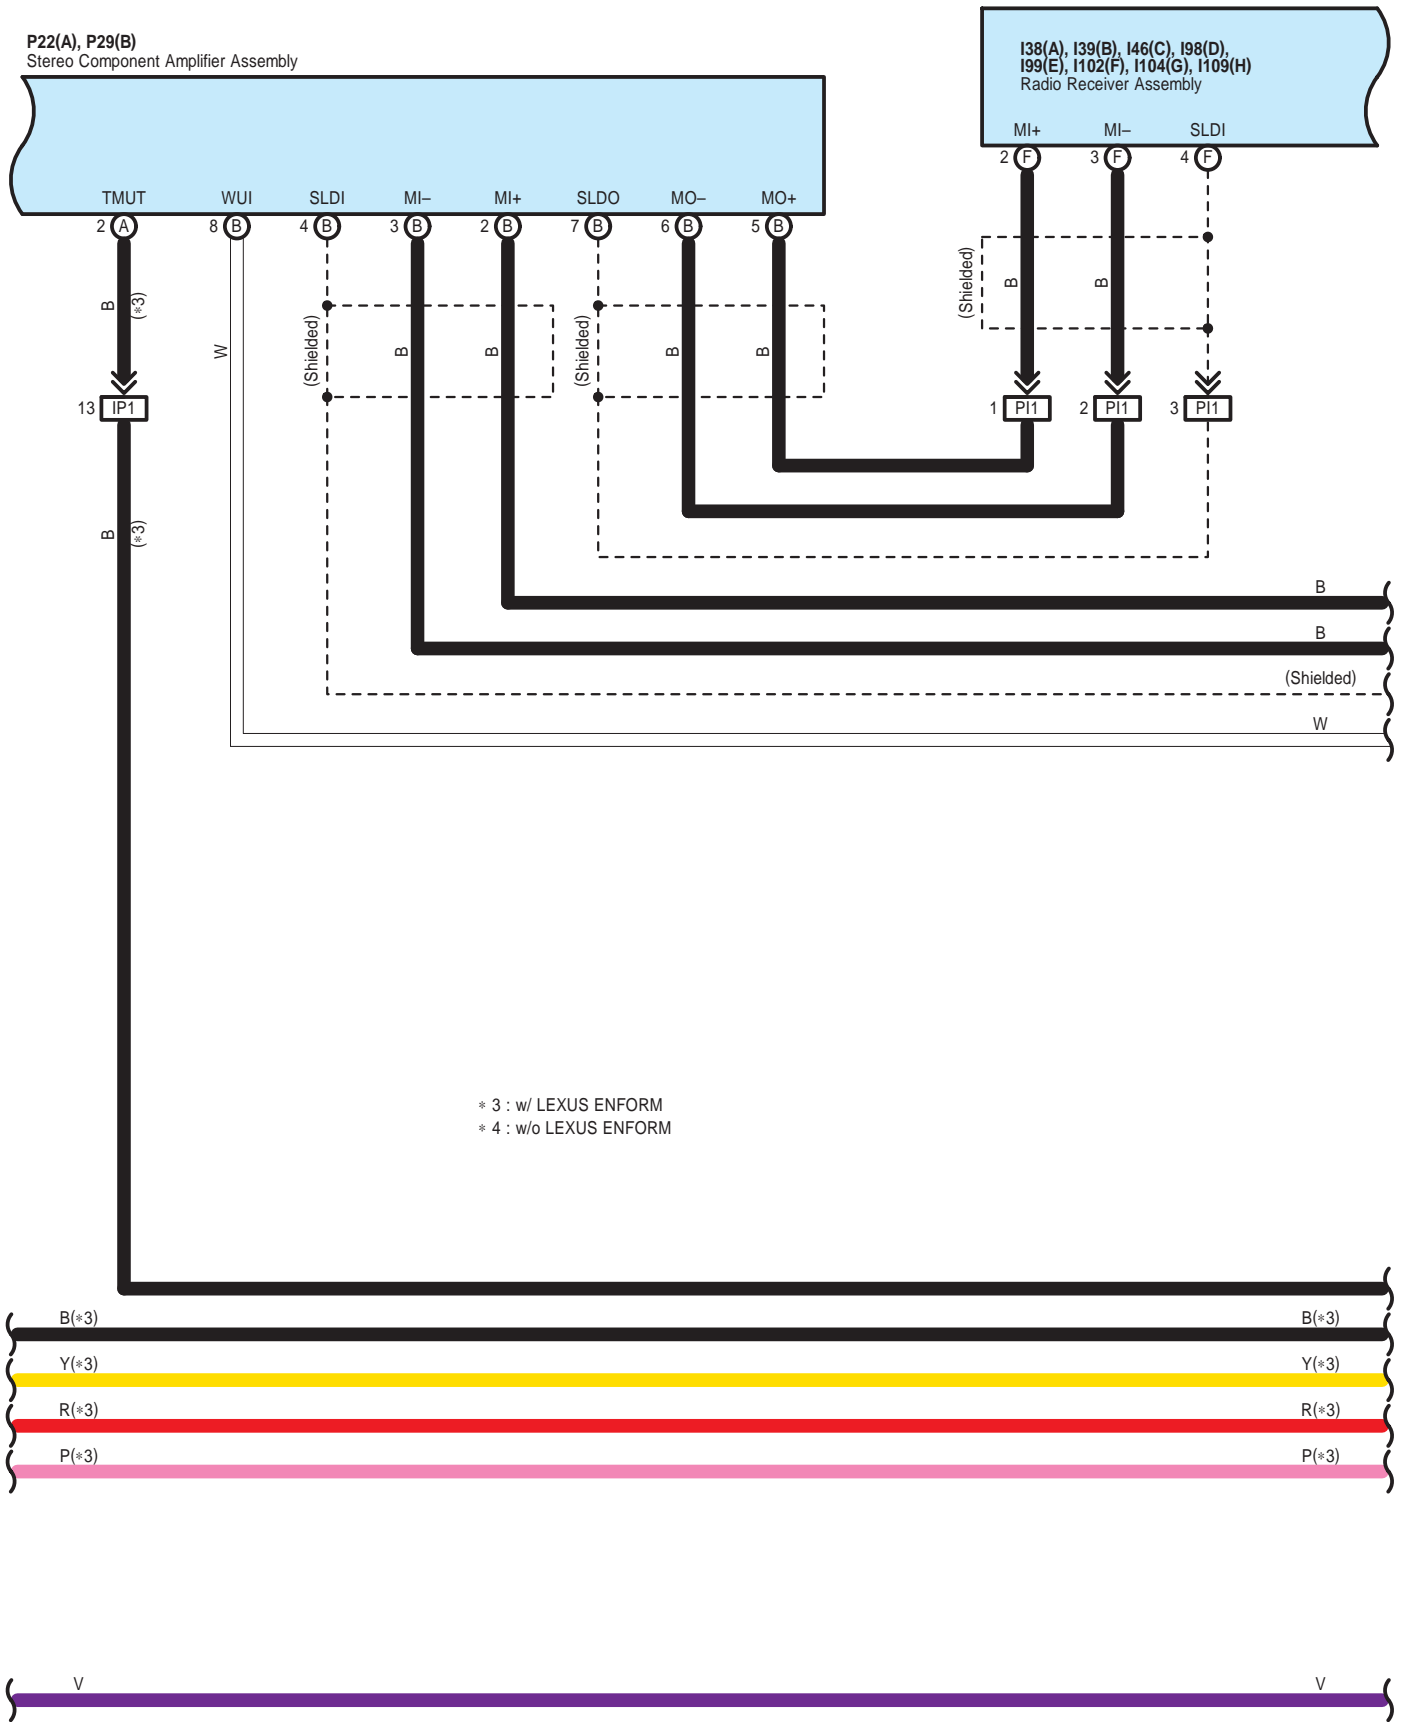 P22(A), P29(B)
Stereo Component Amplifier Assembly
I38(A), I39(B), I46(C), I98(D),
I99(E), I102(F), I104(G), I109(H)
Radio Receiver Assembly
MI+ MI– SLDI
2 F 3 F 4 F
TMUT WUI SLDI MI– MI+ SLDO MO– MO+
2 A 8 B 4 B 3 B 2 B 7 B 6 B 5 B
(Shielded) B B
B (*3) W (Shielded) B B (Shielded) B B
13 IP1 1 PI1 2 PI1 3 PI1
B (*3)
B
B
(Shielded)
W
* 3 : w/ LEXUS ENFORM
* 4 : w/o LEXUS ENFORM
B(*3) B(*3)
Y(*3) Y(*3)
R(*3) R(*3)
P(*3) P(*3)
V V